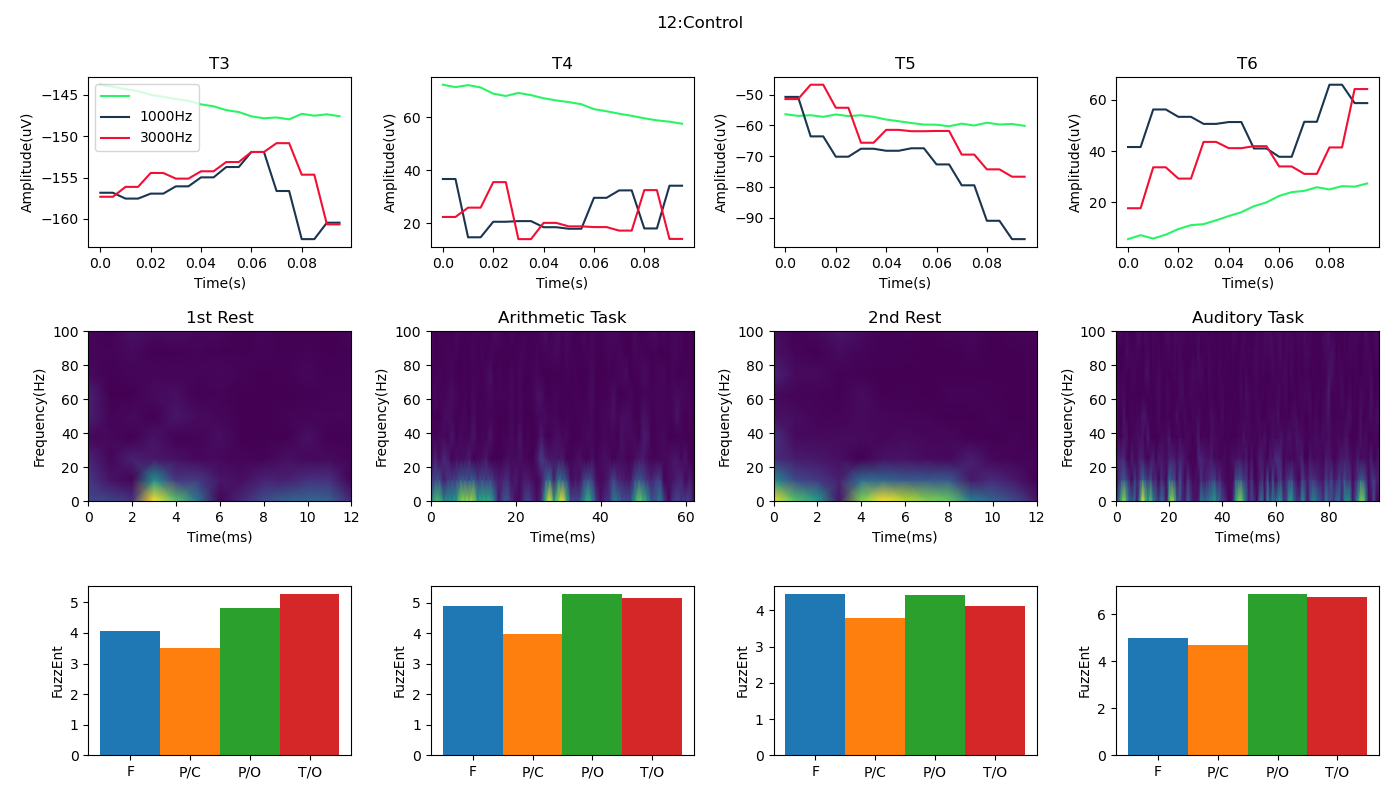 12:Control
T3
T4
T5
T6
−145
−150
−155
−160
Amplitude(uV)
1000Hz
3000Hz
0.0 0.02 0.04 0.06 0.08
Time(s)
60
40
20
Amplitude(uV)
0.0 0.02 0.04 0.06 0.08
Time(s)
−50
−60
−70
−80
−90
Amplitude(uV)
0.0 0.02 0.04 0.06 0.08
Time(s)
60
40
20
Amplitude(uV)
0.0 0.02 0.04 0.06 0.08
Time(s)
1st Rest
100
80
60
40
20
0
Frequency(Hz)
0 2 4 6 8 10 12
Time(ms)
Arithmetic Task
100
80
60
40
20
0
Frequency(Hz)
0 20 40 60
Time(ms)
2nd Rest
100
80
60
40
20
0
Frequency(Hz)
0 2 4 6 8 10 12
Time(ms)
Auditory Task
100
80
60
40
20
0
Frequency(Hz)
0 20 40 60 80
Time(ms)
5
4
3
2
1
0
FuzzEnt
F P/C P/O T/O
5
4
3
2
1
0
FuzzEnt
F P/C P/O T/O
4
3
2
1
0
FuzzEnt
F P/C P/O T/O
6
4
2
0
FuzzEnt
F P/C P/O T/O